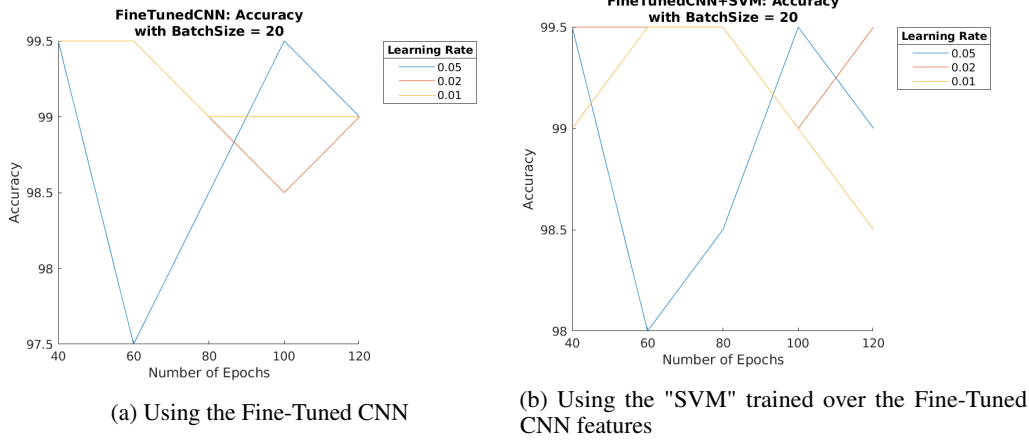 FineTunedCNN: Accuracy
with BatchSize = 20
Learning Rate
0.05
0.02
0.01
99.5
99
98.5
98
97.5
Accuracy
40
60
80
100
120
Number of Epochs
(a) Using the Fine-Tuned CNN
FineTunedCNN+SVM: Accuracy
with BatchSize = 20
Learning Rate
0.05
0.02
0.01
99.5
99
98.5
98
Accuracy
40
60
80
100
120
Number of Epochs
(b) Using the "SVM" trained over the Fine-Tuned
CNN features